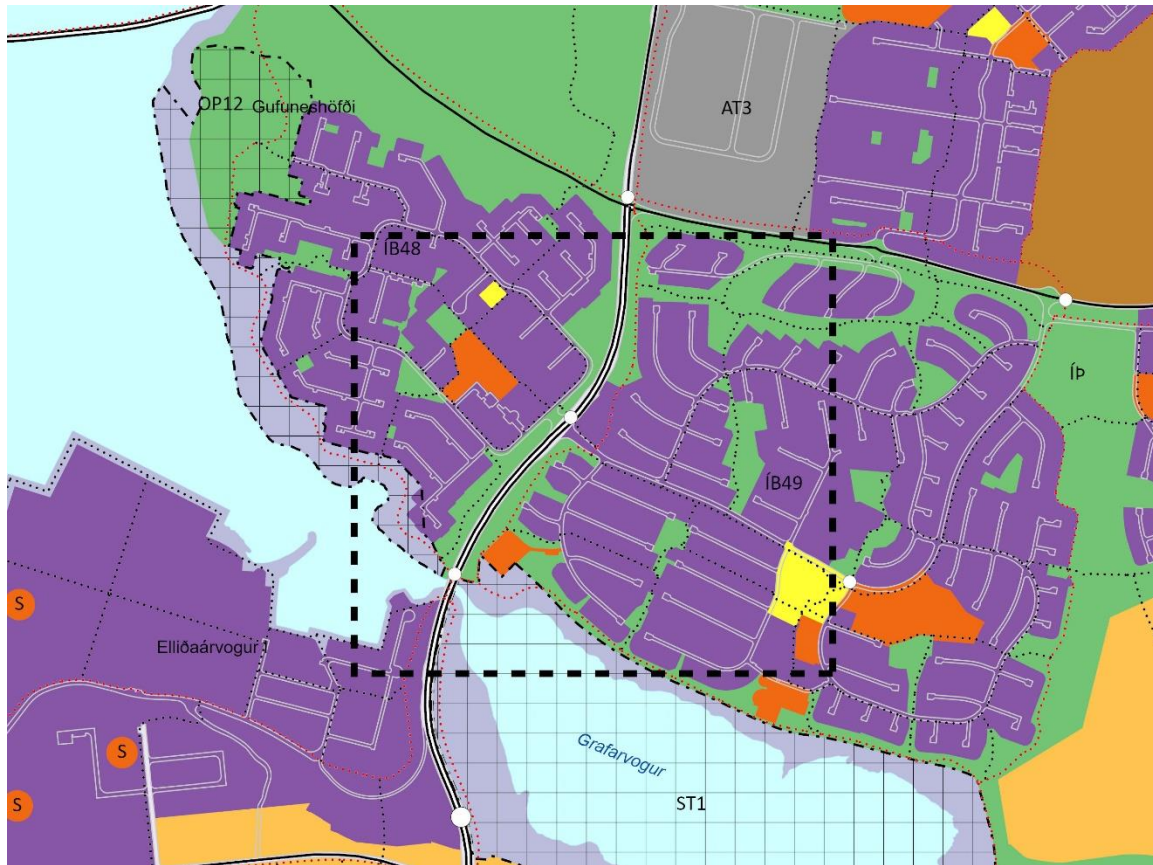 AT3
OP12 Gufuneshöfði
ÍB48
ÍÞ
ÍB49
S
Elliðaárvogur
S
Grafarvogur
S
ST1